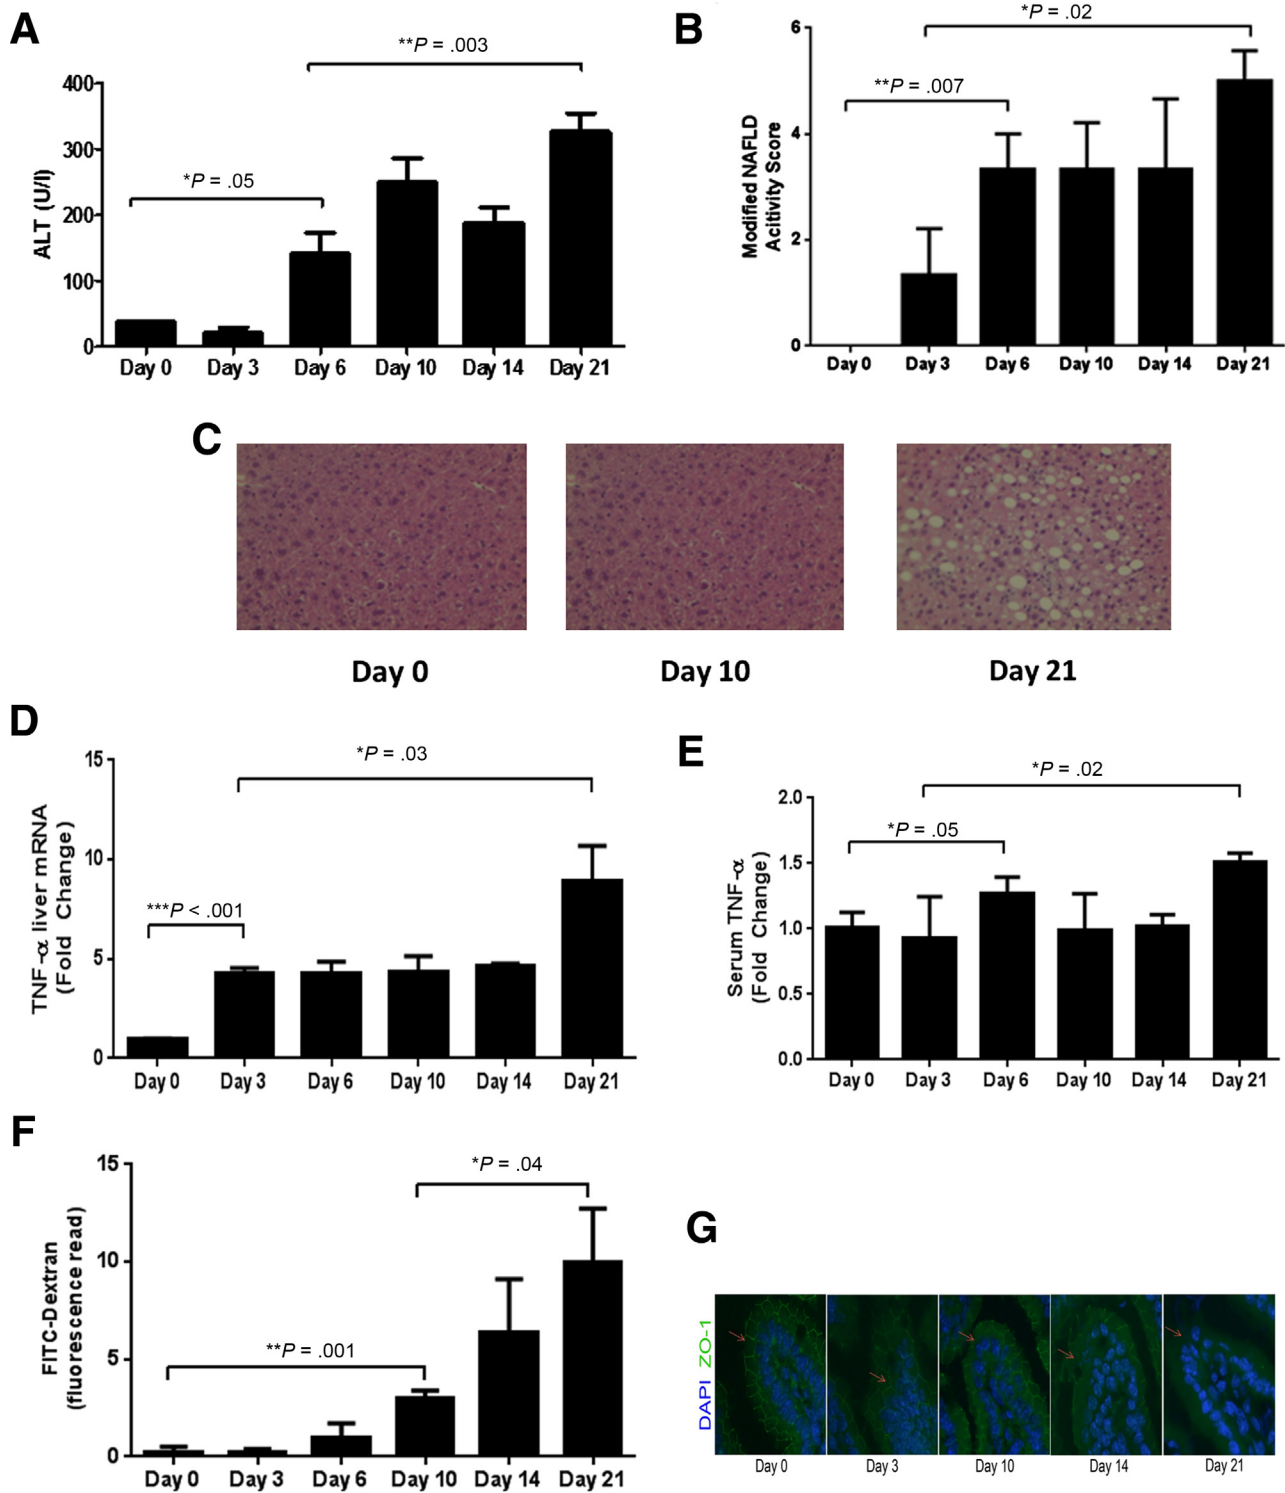 A
**P = .003
*P = .05
ALT (U/l)
400
300
200
100
0
Day 0 Day 3 Day 6 Day 10 Day 14 Day 21
B
*P = .02
**P = .007
Modified NAFLD
Acitivity Score
6
4
2
0
Day 0 Day 3 Day 6 Day 10 Day 14 Day 21
C
Day 0 Day 10 Day 21
D
*P = .03
***P < .001
TNF-α liver mRNA
(Fold Change)
15
10
5
0
Day 0 Day 3 Day 6 Day 10 Day 14 Day 21
E
*P = .02
*P = .05
Serum TNF-α
(Fold Change)
2.0
1.5
1.0
0.5
0.0
Day 0 Day 3 Day 6 Day 10 Day 14 Day 21
F
*P = .04
**P = .001
FITC-Dextran
(fluorescence read)
15
10
5
0
Day 0 Day 3 Day 6 Day 10 Day 14 Day 21
G
DAPI ZO-1
Day 0 Day 3 Day 10 Day 14 Day 21